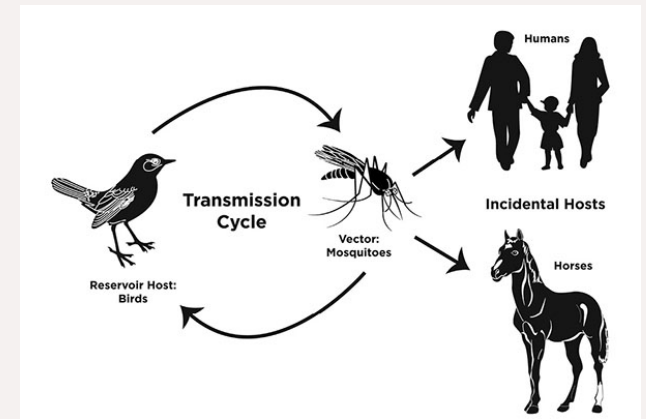 Humans
Transmission
Cycle
Vector:
Mosquitoes
Incidental Hosts
Horses
Reservoir Host:
Birds